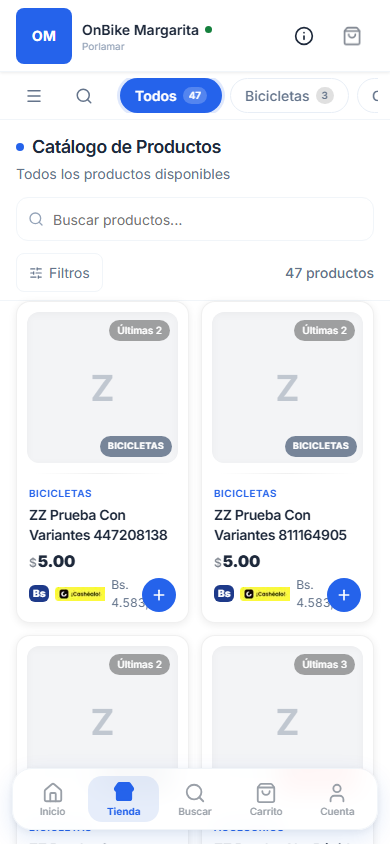 OM
OnBike Margarita
Porlamar
Todos 47
Bicicletas 3
Catálogo de Productos
Todos los productos disponibles
Buscar productos...
Filtros
47 productos
Últimas 2
Z
BICICLETAS
BICICLETAS
ZZ Prueba Con
Variantes 447208138
$5.00
Bs ¡Cashéalo! Bs.
4.583,
Últimas 2
Z
BICICLETAS
BICICLETAS
ZZ Prueba Con
Variantes 811164905
$5.00
Bs ¡Cashéalo! Bs.
4.583,
Últimas 2
Z
Últimas 3
Z
Inicio
Tienda
Buscar
Carrito
Cuenta